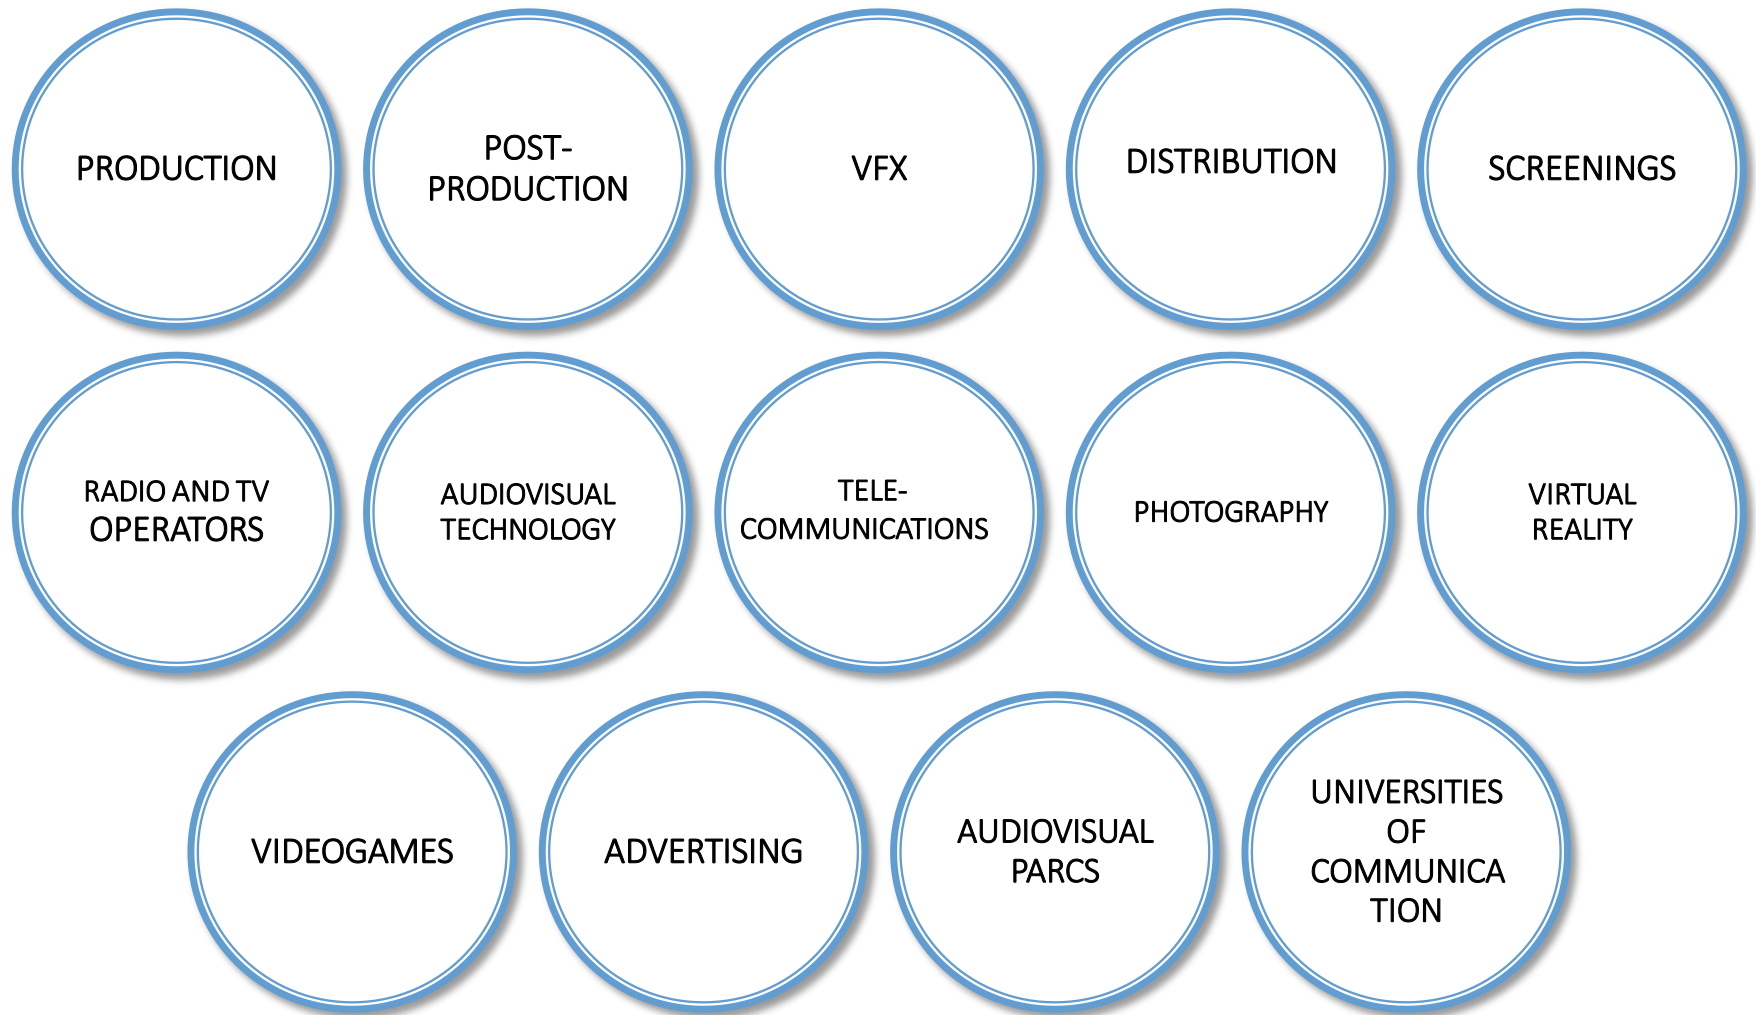 PRODUCTION
POST-
PRODUCTION
VFX
DISTRIBUTION
SCREENINGS
RADIO AND TV
OPERATORS
AUDIOVISUAL
TECHNOLOGY
TELE-
COMMUNICATIONS
PHOTOGRAPHY
VIRTUAL
REALITY
VIDEOGAMES
ADVERTISING
AUDIOVISUAL
PARCS
UNIVERSITIES
OF
COMMUNICA
TION